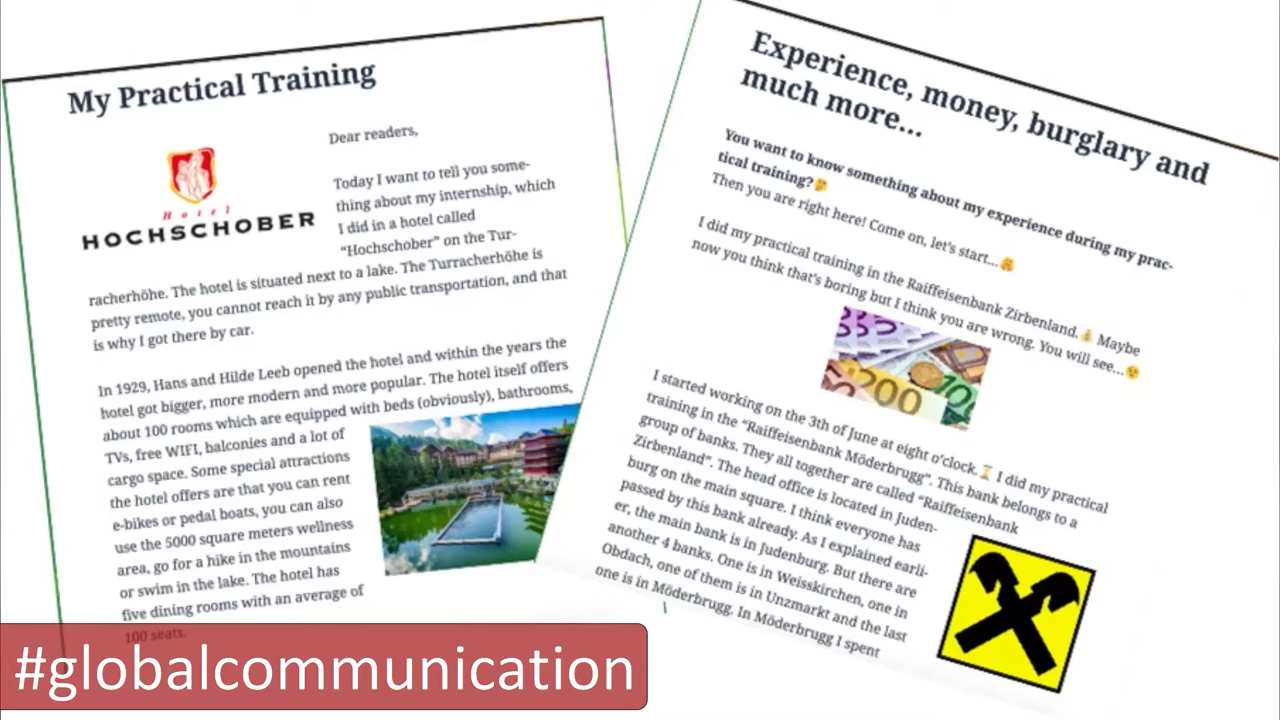 My Practical Training
Dear readers,
Hotel
HOCHSCHOBER
Today I want to tell you some-
thing about my internship, which
I did in a hotel called
“Hochschober” on the Tur-
racherhöhe. The hotel is situated next to a lake. The Turracherhöhe is
pretty remote, you cannot reach it by any public transportation, and that
is why I got there by car.
In 1929, Hans and Hilde Leeb opened the hotel and within the years the
hotel got bigger, more modern and more popular. The hotel itself offers
about 100 rooms which are equipped with beds (obviously), bathrooms,
TVs, free WIFI, balconies and a lot of
cargo space. Some special attractions
the hotel offers are that you can rent
e-bikes or pedal boats, you can also
use the 5000 square meters wellness
area, go for a hike in the mountains
or swim in the lake. The hotel has
five dining rooms with an average of
100 seats.
Experience, money, burglary and
much more...
You want to know something about my experience during my prac-
tical training?🤔
Then you are right here! Come on, let's start...
I did my practical training in the Raiffeisenbank Zirbenland.💰 Maybe
now you think that's boring but I think you are wrong. You will see...
200
100
I started working on the 3th of June at eight o'clock.⏳ I did my practical
training in the “Raiffeisenbank Möderbrugg”. This bank belongs to a
group of banks. They all together are called “Raiffeisenbank
Zirbenland”. The head office is located in Juden-
burg on the main square. I think everyone has
passed by this bank already. As I explained earli-
er, the main bank is in Judenburg. But there are
another 4 banks. One is in Weisskirchen, one in
Obdach, one of them is in Unzmarkt and the last
one is in Möderbrugg. In Möderbrugg I spent
#globalcommunication